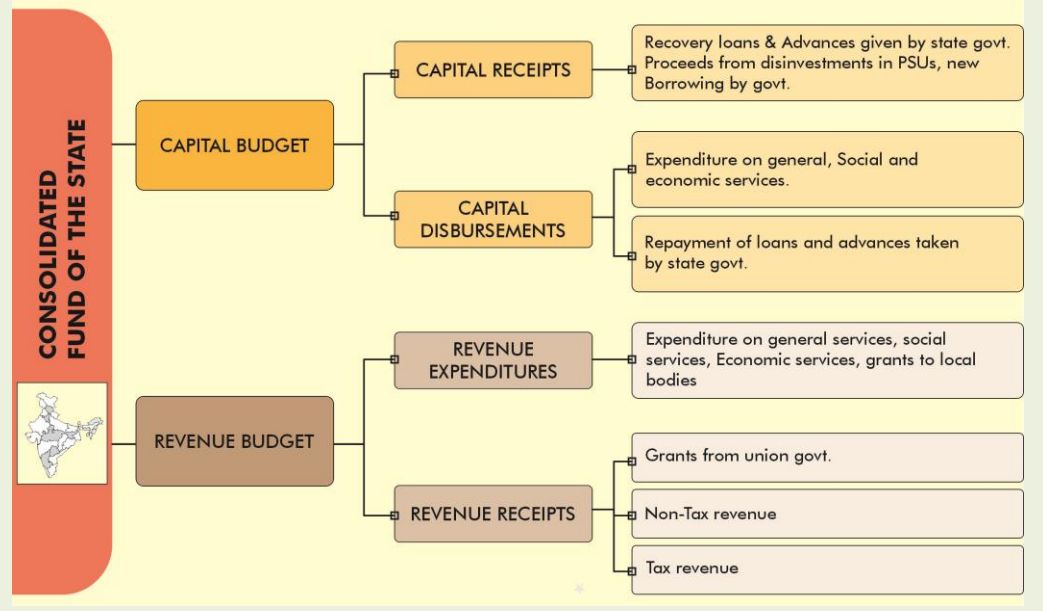 CONSOLIDATED
FUND OF THE STATE
CAPITAL BUDGET
CAPITAL RECEIPTS
Recovery loans & Advances given by state govt.
Proceeds from disinvestments in PSUs, new
Borrowing by govt.
CAPITAL
DISBURSEMENTS
Expenditure on general, Social and
economic services.
Repayment of loans and advances taken
by state govt.
REVENUE BUDGET
REVENUE
EXPENDITURES
Expenditure on general services, social
services, Economic services, grants to local
bodies
REVENUE RECEIPTS
Grants from union govt.
Non-Tax revenue
Tax revenue